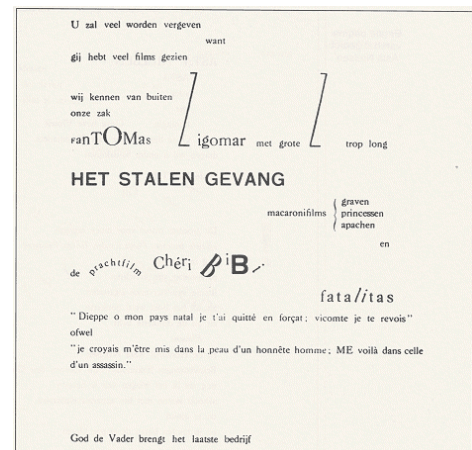 U zal veel worden vergeven
want
gij hebt veel films gezien
wij kennen van buiten
onze zak
FanTOMas Zigomar met grote Z trop long
HET STALEN GEVANG
macaronifilms { graven
princessen
apachen
en
de prachtfilm Chéri BiBi
fatalitas
"Dieppe o mon pays natal je t'ai quitté en forçat; vicomte je te revois"
ofwel
"je croyais m'être mis dans la peau d'un honnête homme; ME voilà dans celle
d'un assassin."
God de Vader brengt het laatste bedrijf